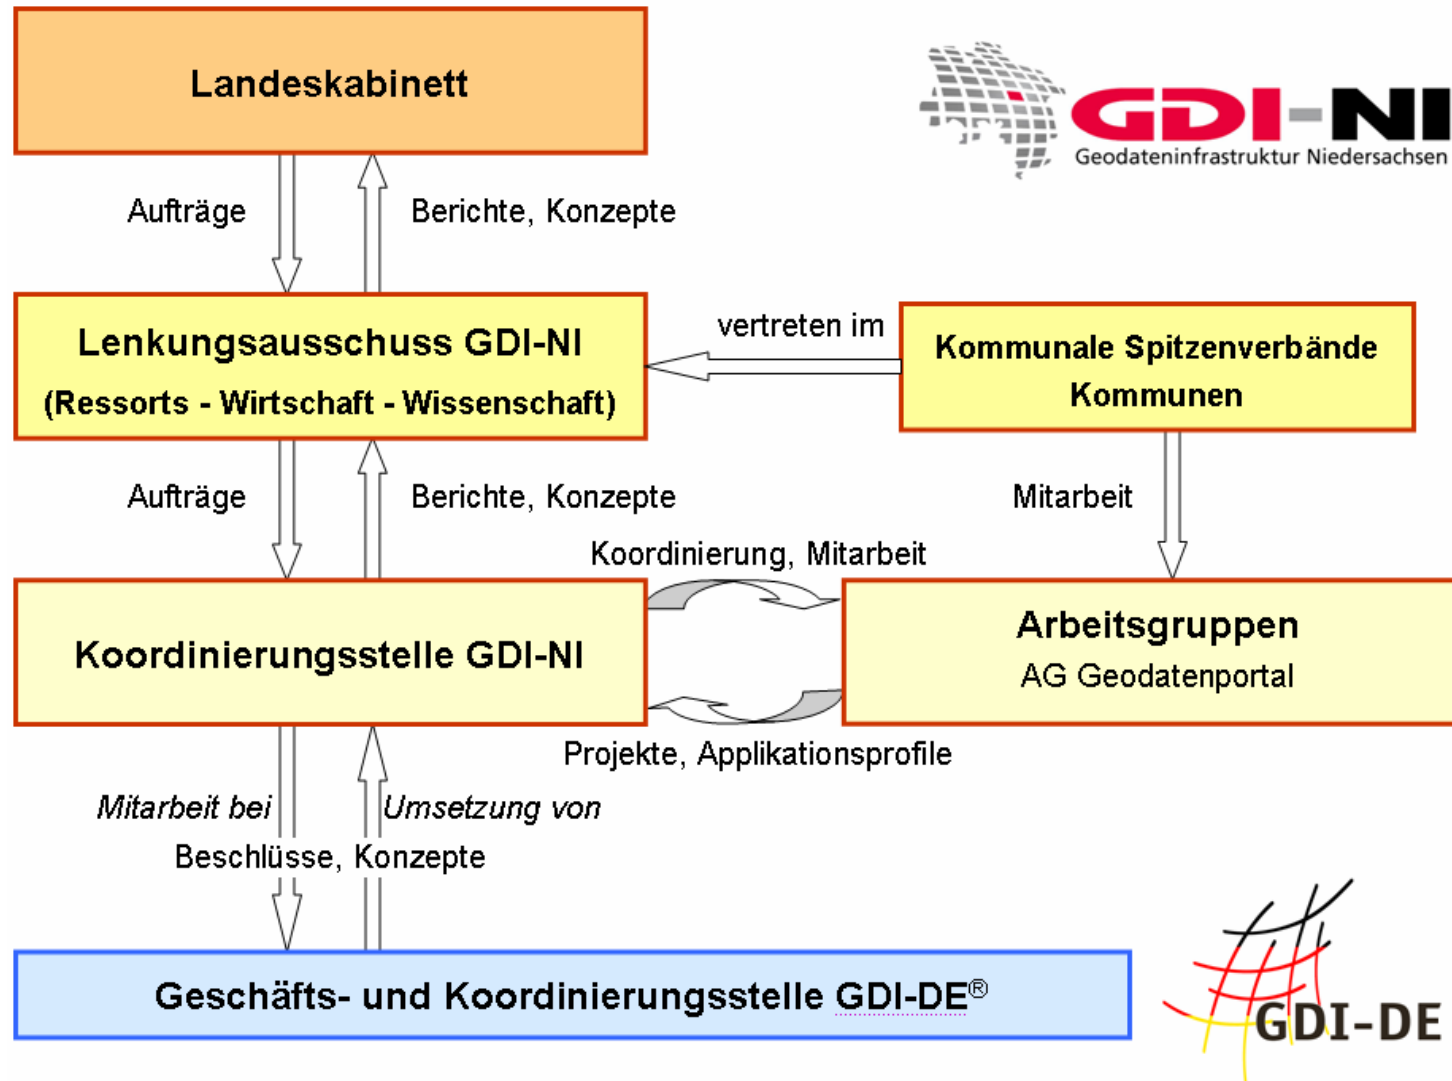 Landeskabinett
GDI-NI
Geodateninfrastruktur Niedersachsen
Aufträge
Berichte, Konzepte
Lenkungsausschuss GDI-NI
(Ressorts - Wirtschaft - Wissenschaft)
vertreten im
Kommunale Spitzenverbände
Kommunen
Aufträge
Berichte, Konzepte
Mitarbeit
Koordinierung, Mitarbeit
Koordinierungsstelle GDI-NI
Arbeitsgruppen
AG Geodatenportal
Projekte, Applikationsprofile
Mitarbeit bei
Umsetzung von
Beschlüsse, Konzepte
Geschäfts- und Koordinierungsstelle GDI-DE®
GDI-DE